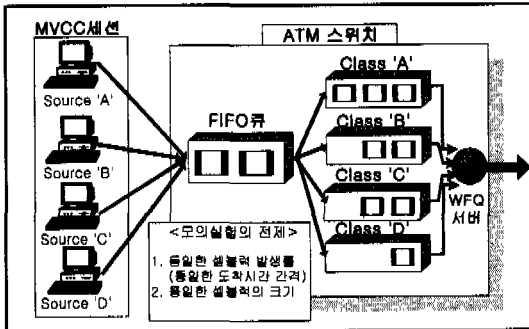 MVCC세션
Source 'A'
Source 'B'
Source 'C'
Source 'D'
ATM 스위치
FIFO큐
Class 'A'
Class 'B'
Class 'C'
Class 'D'
WFQ
서버
<모의실험의 전제>
1. 동일한 셀블럭 발생률
(동일한 도착시간 간격)
2. 동일한 셀블럭의 크기